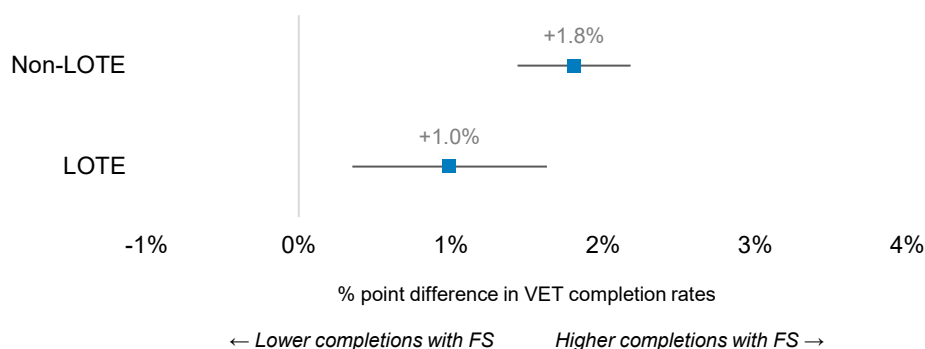 +1.8%
Non-LOTE
+1.0%
LOTE
-1% 0% 1% 2% 3% 4%
% point difference in VET completion rates
← Lower completions with FS Higher completions with FS →